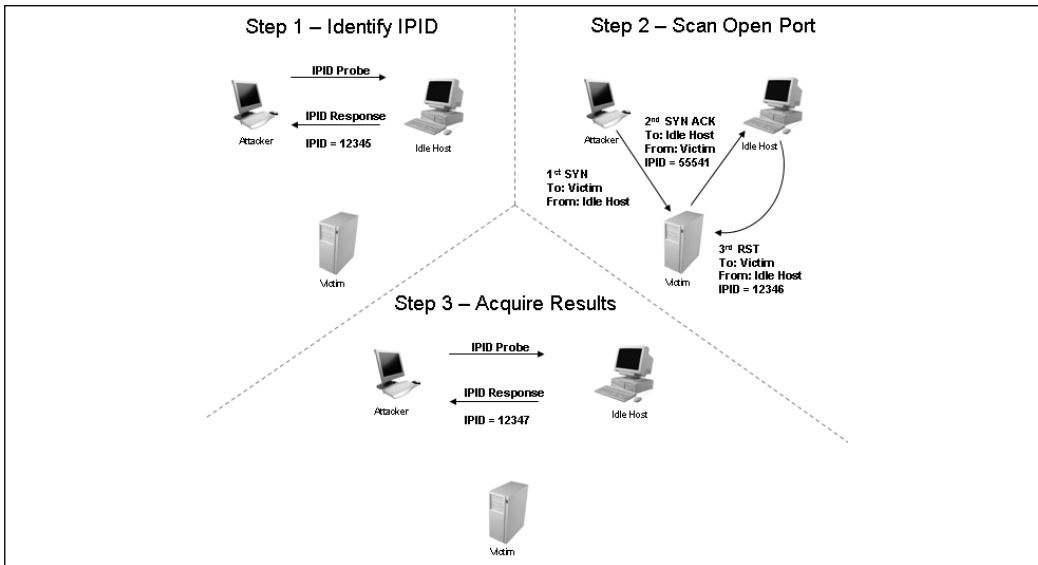 Step 1 – Identify IPID
IPID Probe
IPID Response
IPID = 12345
Attacker
Idle Host
Victim
Step 2 – Scan Open Port
Attacker
Idle Host
1st SYN
To: Victim
From: Idle Host
2nd SYN ACK
To: Idle Host
From: Victim
IPID = 55541
3rd RST
To: Victim
From: Idle Host
IPID = 12346
Victim
Step 3 – Acquire Results
IPID Probe
IPID Response
IPID = 12347
Attacker
Idle Host
Victim